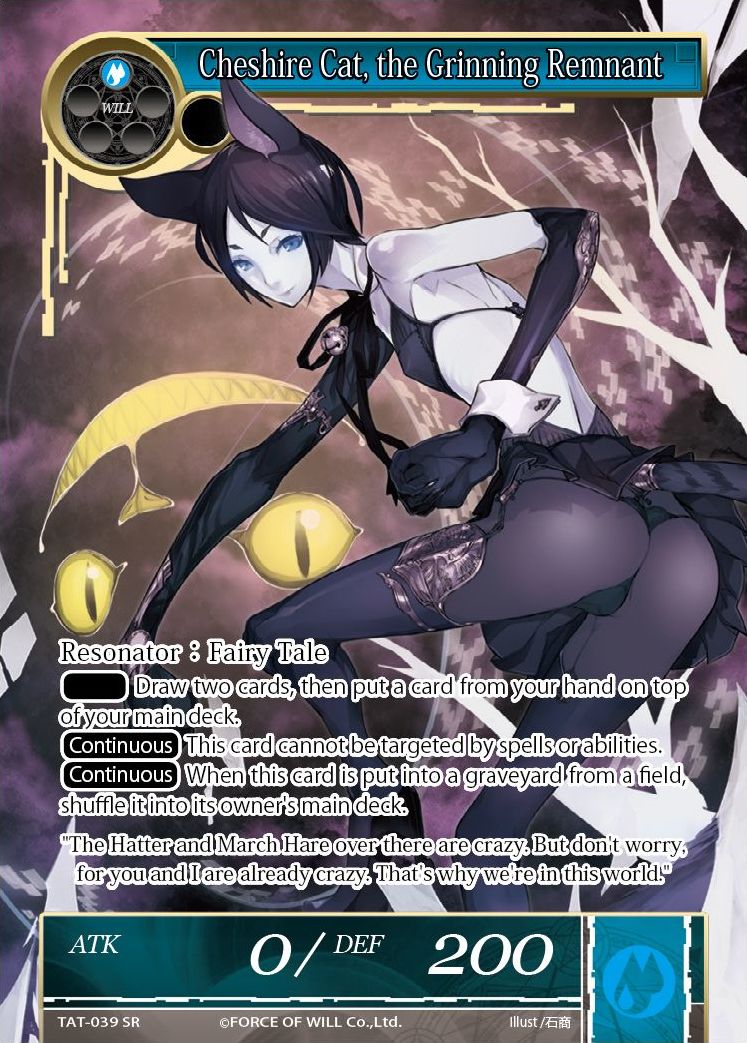 Cheshire Cat, the Grinning Remnant
WILL
Resonator : Fairy Tale
Draw two cards, then put a card from your hand on top
of your main deck.
Continuous This card cannot be targeted by spells or abilities.
Continuous When this card is put into a graveyard from a field,
shuffle it into its owner's main deck.
"The Hatter and March Hare over there are crazy. But don't worry,
for you and I are already crazy. That's why we're in this world."
ATK 0 / DEF 200
TAT-039 SR ©FORCE OF WILL Co.,Ltd. Illust /石商